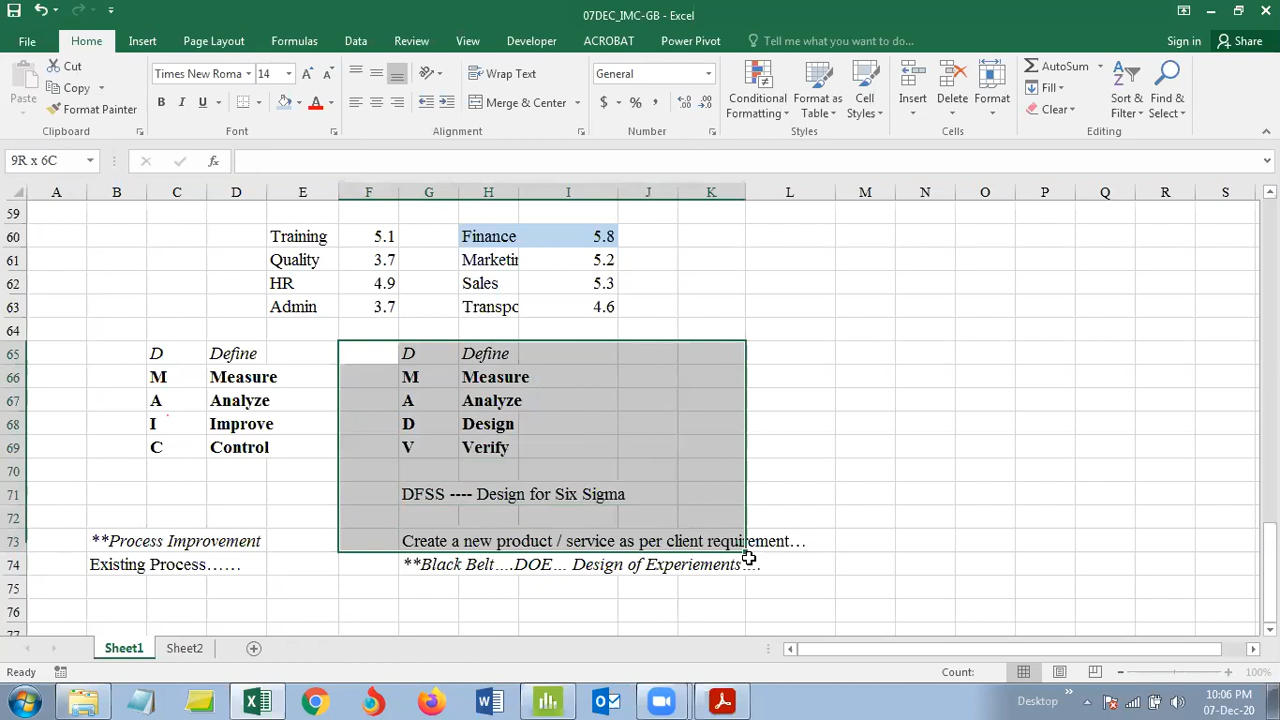 07DEC_IMC-GB - Excel
File Home Insert Page Layout Formulas Data Review View Developer ACROBAT Power Pivot Tell me what you want to do... Sign in Share
Cut
Copy
Format Painter
Paste
Clipboard
Times New Roma 14
B I U
Font
Wrap Text
Merge & Center
Alignment
General
$ % ,
Number
Conditional Formatting
Format as Table
Cell Styles
Styles
Insert Delete Format
Cells
AutoSum
Fill
Clear
Sort & Filter
Find & Select
Editing
9R x 6C
fx
A B C D E F G H I J K L M N O P Q R S
59
60 Training 5.1 Finance 5.8
61 Quality 3.7 Marketin 5.2
62 HR 4.9 Sales 5.3
63 Admin 3.7 Transpo 4.6
64
65 D Define D Define
66 M Measure M Measure
67 A Analyze A Analyze
68 I Improve D Design
69 C Control V Verify
70
71 DFSS ---- Design for Six Sigma
72
73 **Process Improvement Create a new product / service as per client requirement…
74 Existing Process…… **Black Belt….DOE… Design of Experiements….
75
76
77
Sheet1 Sheet2
Ready Count: 100%
Desktop
10:06 PM
07-Dec-20